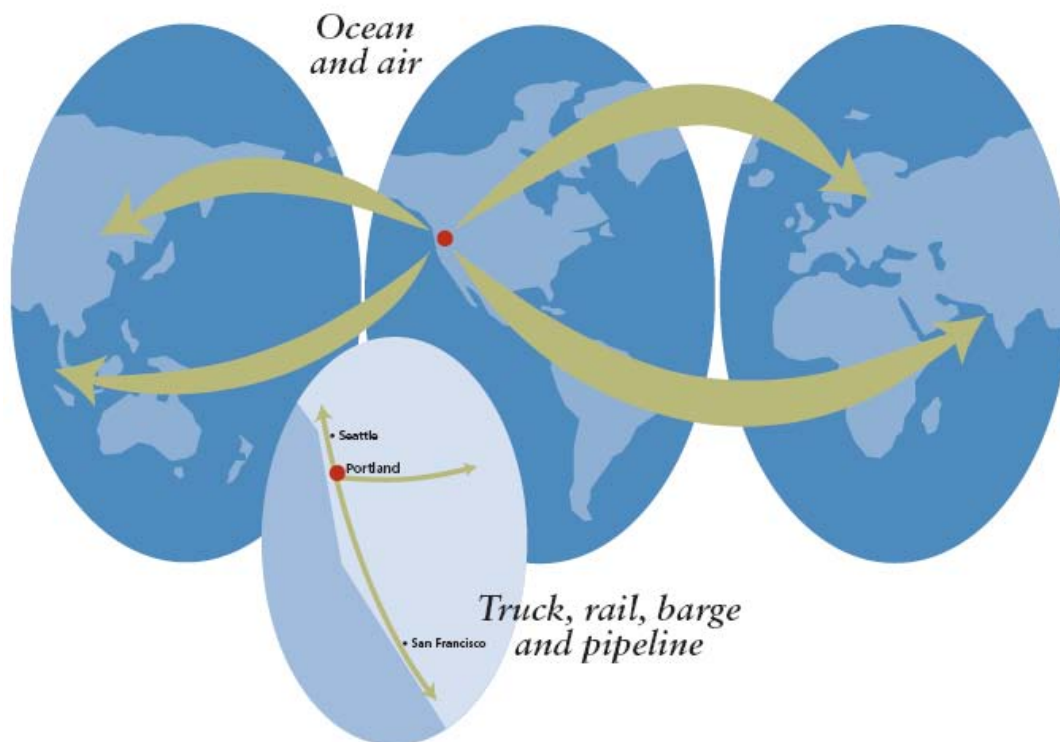 Ocean
and air
Seattle
Portland
San Francisco
Truck, rail, barge
and pipeline